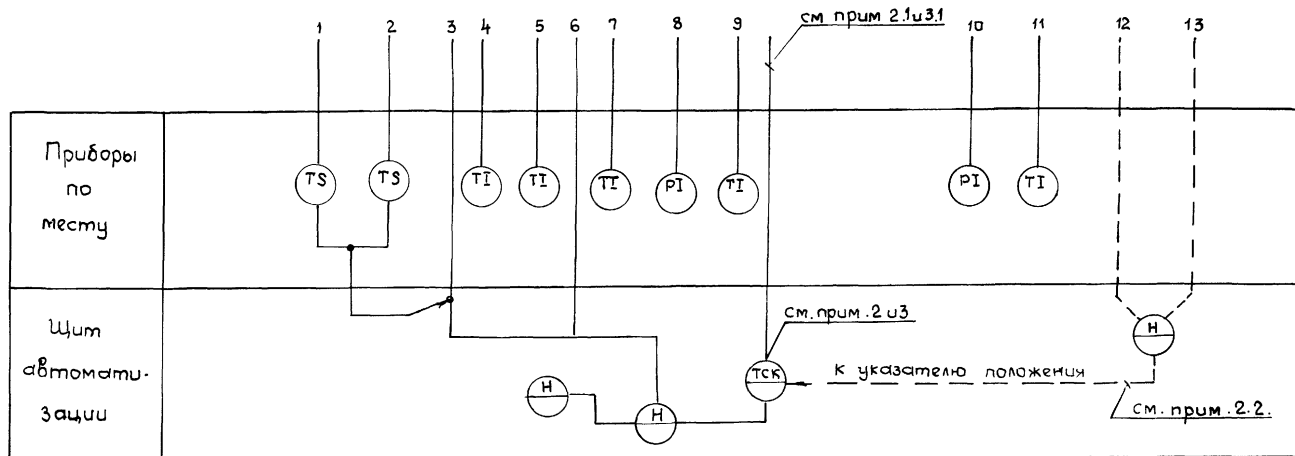 1 2 3 4 5 6 7 8 9 см прим 2.1 и 3.1 10 11 12 13
Приборы
по
месту
TS TS TI TI TI PI TI PI TI
Щит
автомати-
зации
см. прим. 2 и 3
H
TCK
к указателю положения
H
H
см. прим. 2.2.